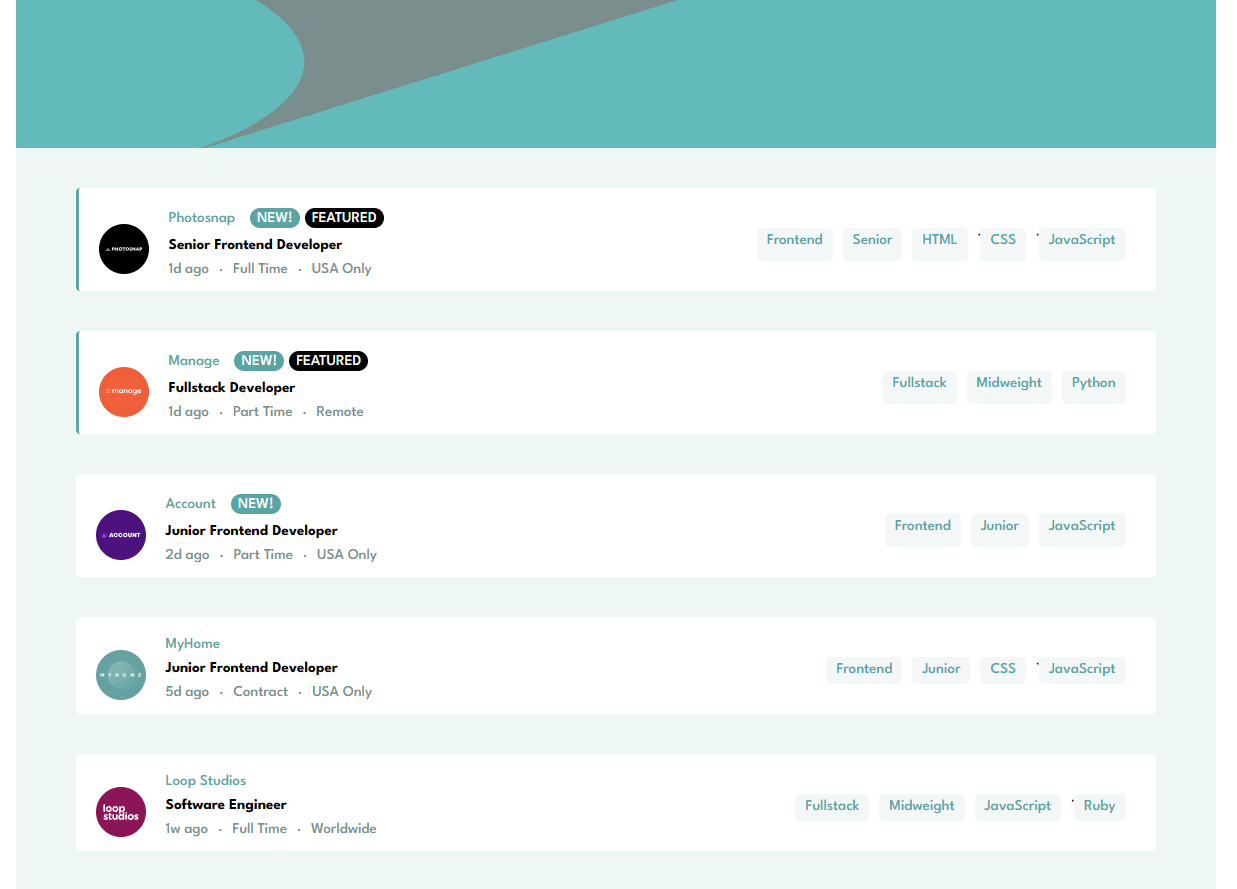 Photosnap NEW! FEATURED
PHOTOSNAP
Senior Frontend Developer
1d ago · Full Time · USA Only
Frontend Senior HTML ' CSS ' JavaScript
Manage NEW! FEATURED
manage
Fullstack Developer
1d ago · Part Time · Remote
Fullstack Midweight Python
Account NEW!
ACCOUNT
Junior Frontend Developer
2d ago · Part Time · USA Only
Frontend Junior JavaScript
MyHome
MYHOME
Junior Frontend Developer
5d ago · Contract · USA Only
Frontend Junior CSS ' JavaScript
Loop Studios
loop
studios
Software Engineer
1w ago · Full Time · Worldwide
Fullstack Midweight JavaScript ' Ruby